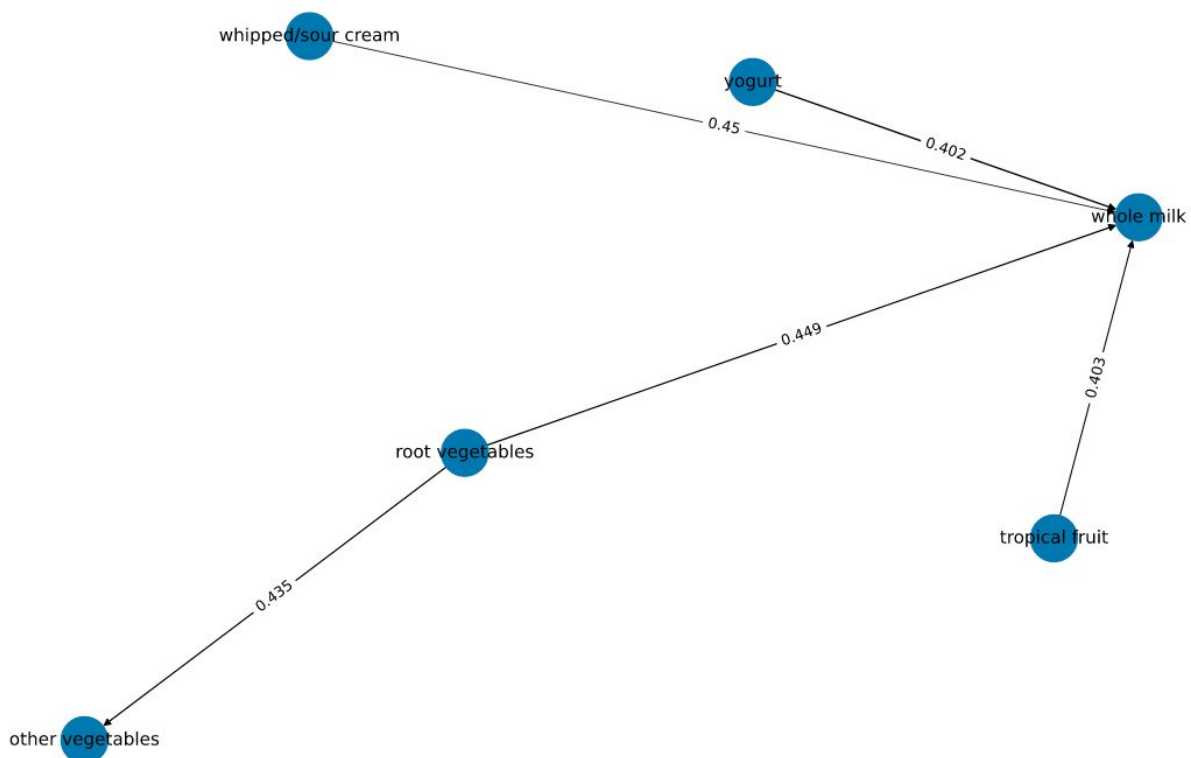 whipped/sour cream
yogurt
0.45
0.402
whole milk
0.449
0.403
root vegetables
tropical fruit
0.435
other vegetables